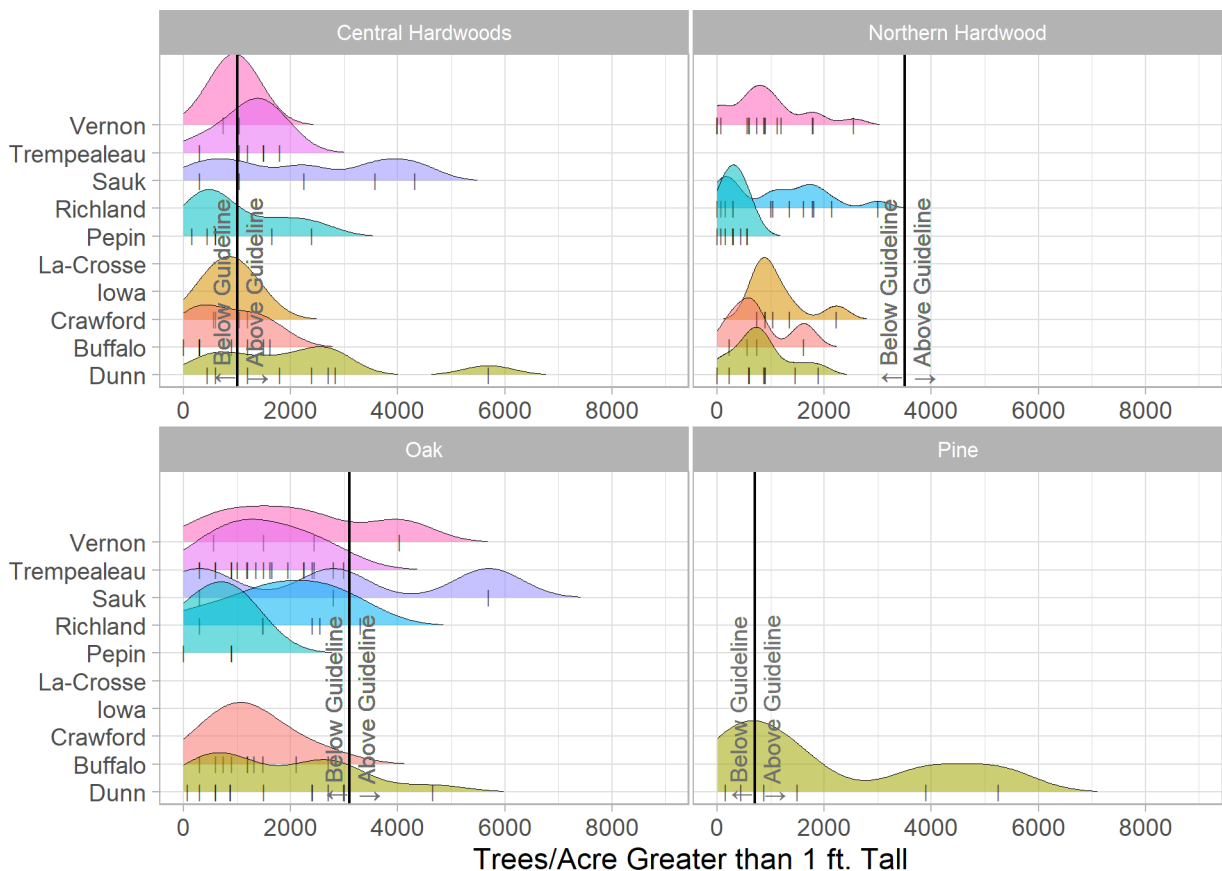 Central Hardwoods
Northern Hardwood
Vernon
Trempealeau
Sauk
Richland
Pepin
La-Crosse
Iowa
Crawford
Buffalo
Dunn
Below Guideline
Above Guideline
Below Guideline
Above Guideline
← →
← →
0 2000 4000 6000 8000
0 2000 4000 6000 8000
Oak
Pine
Vernon
Trempealeau
Sauk
Richland
Pepin
La-Crosse
Iowa
Crawford
Buffalo
Dunn
Below Guideline
Above Guideline
Below Guideline
Above Guideline
← →
← →
0 2000 4000 6000 8000
0 2000 4000 6000 8000
Trees/Acre Greater than 1 ft. Tall